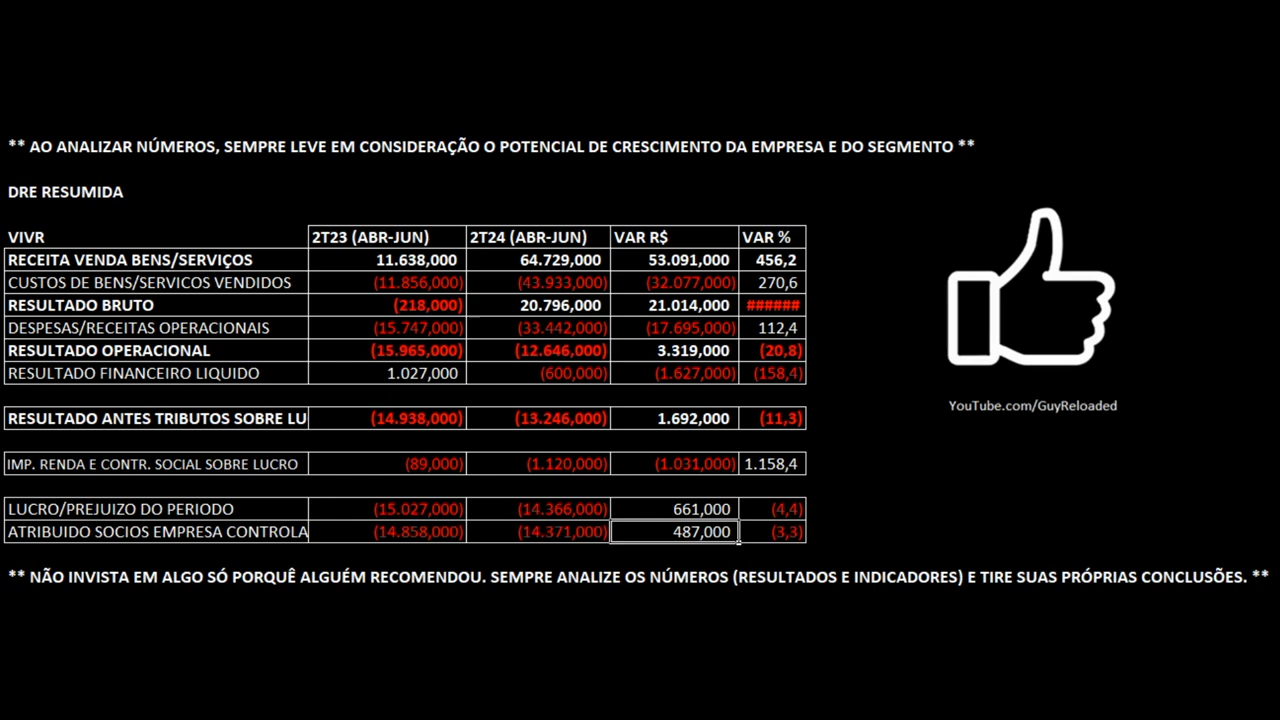 ** AO ANALIZAR NÚMEROS, SEMPRE LEVE EM CONSIDERAÇÃO O POTENCIAL DE CRESCIMENTO DA EMPRESA E DO SEGMENTO **
DRE RESUMIDA
VIVR 2T23 (ABR-JUN) 2T24 (ABR-JUN) VAR R$ VAR %
RECEITA VENDA BENS/SERVIÇOS 11.638,000 64.729,000 53.091,000 456,2
CUSTOS DE BENS/SERVICOS VENDIDOS (11.856,000) (43.933,000) (32.077,000) 270,6
RESULTADO BRUTO (218,000) 20.796,000 21.014,000 ######
DESPESAS/RECEITAS OPERACIONAIS (15.747,000) (33.442,000) (17.695,000) 112,4
RESULTADO OPERACIONAL (15.965,000) (12.646,000) 3.319,000 (20,8)
RESULTADO FINANCEIRO LIQUIDO 1.027,000 (600,000) (1.627,000) (158,4)
RESULTADO ANTES TRIBUTOS SOBRE LU (14.938,000) (13.246,000) 1.692,000 (11,3)
IMP. RENDA E CONTR. SOCIAL SOBRE LUCRO (89,000) (1.120,000) (1.031,000) 1.158,4
LUCRO/PREJUIZO DO PERIODO (15.027,000) (14.366,000) 661,000 (4,4)
ATRIBUIDO SOCIOS EMPRESA CONTROLA (14.858,000) (14.371,000) 487,000 (3,3)
YouTube.com/GuyReloaded
** NÃO INVISTA EM ALGO SÓ PORQUÊ ALGUÉM RECOMENDOU. SEMPRE ANALIZE OS NÚMEROS (RESULTADOS E INDICADORES) E TIRE SUAS PRÓPRIAS CONCLUSÕES. **